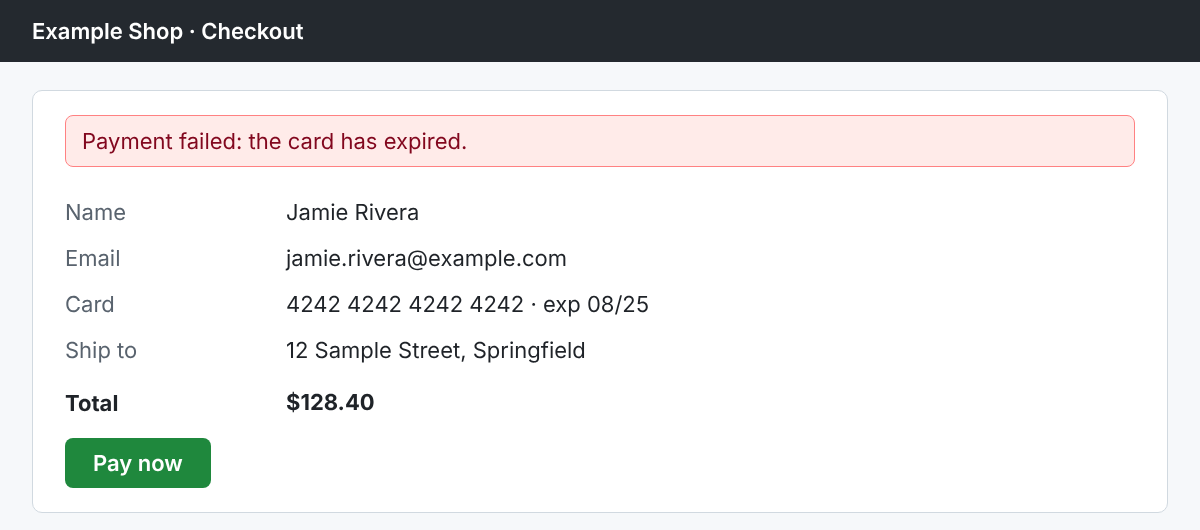 Example Shop · Checkout
Payment failed: the card has expired.
Name Jamie Rivera
Email jamie.rivera@example.com
Card 4242 4242 4242 4242 · exp 08/25
Ship to 12 Sample Street, Springfield
Total $128.40
Pay now